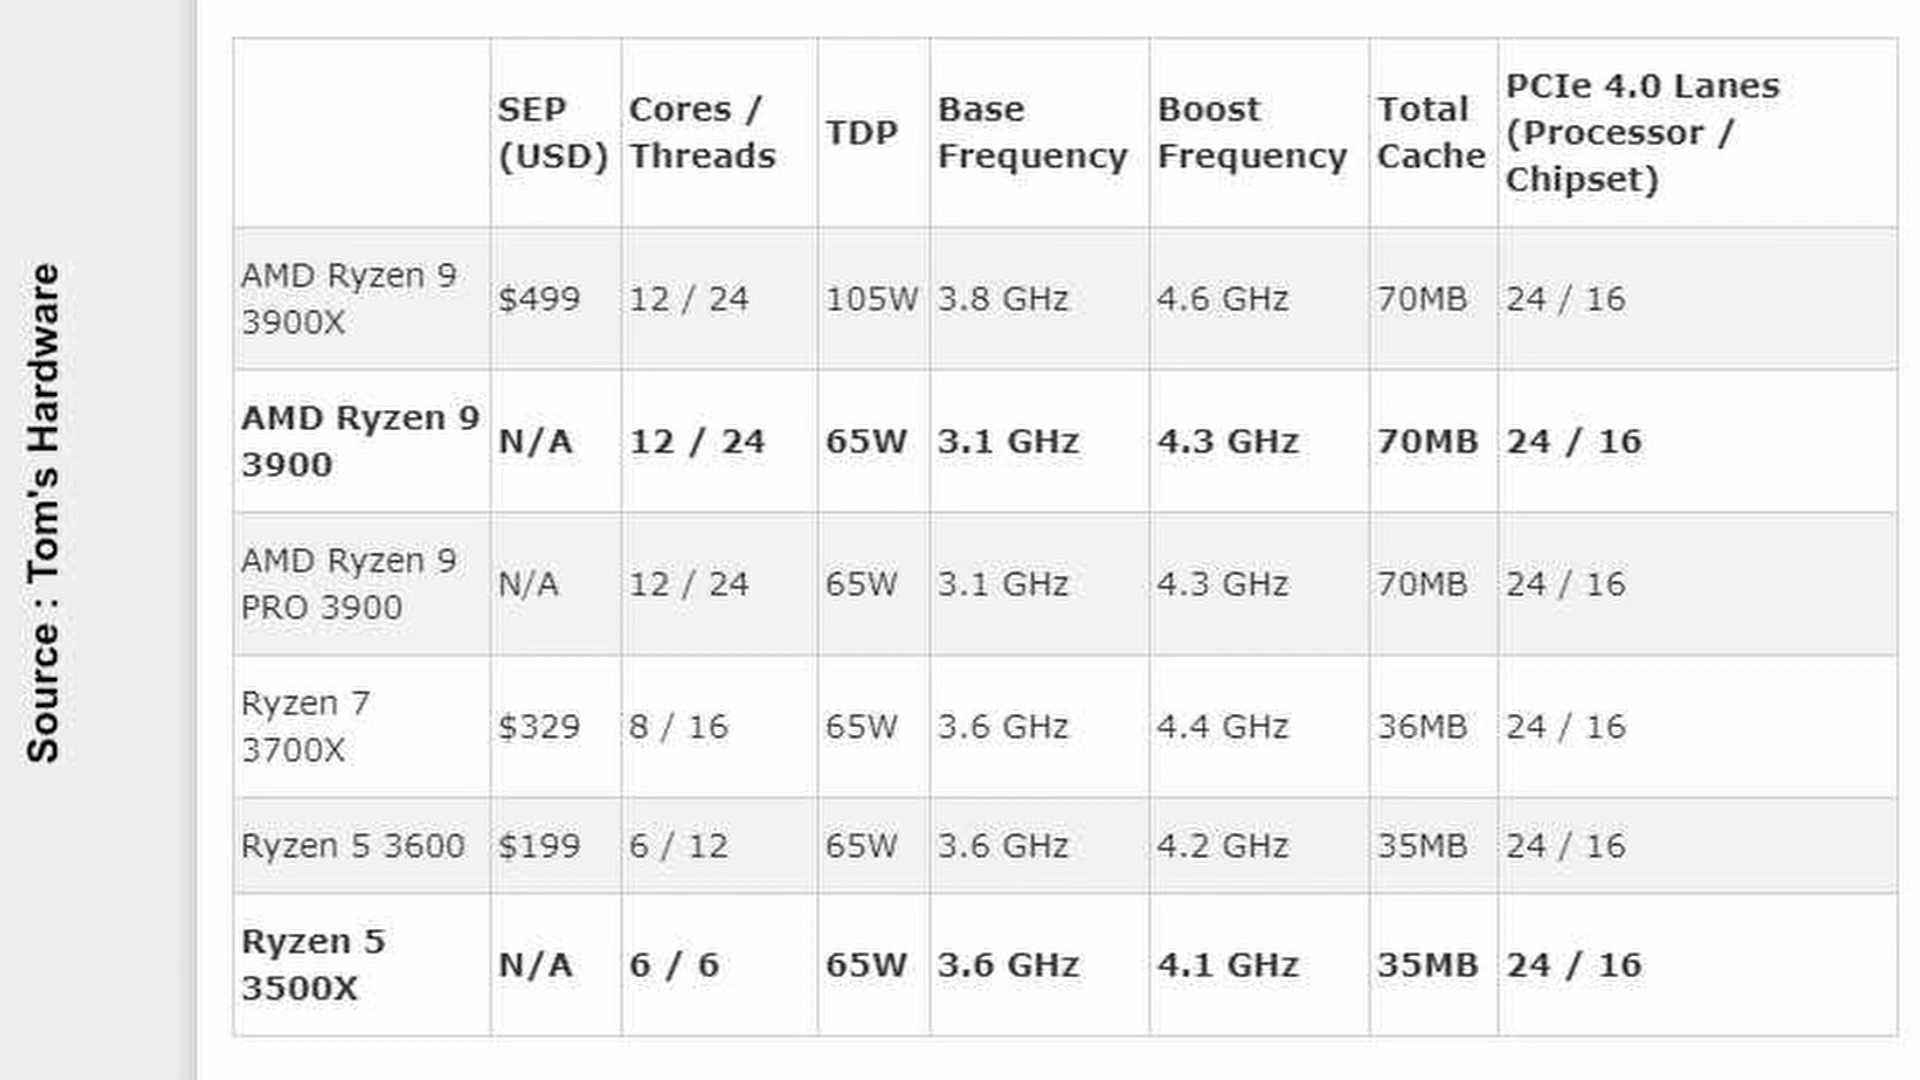 Source : Tom's Hardware
SEP (USD) Cores / Threads TDP Base Frequency Boost Frequency Total Cache PCIe 4.0 Lanes (Processor / Chipset)
AMD Ryzen 9 3900X $499 12 / 24 105W 3.8 GHz 4.6 GHz 70MB 24 / 16
AMD Ryzen 9 3900 N/A 12 / 24 65W 3.1 GHz 4.3 GHz 70MB 24 / 16
AMD Ryzen 9 PRO 3900 N/A 12 / 24 65W 3.1 GHz 4.3 GHz 70MB 24 / 16
Ryzen 7 3700X $329 8 / 16 65W 3.6 GHz 4.4 GHz 36MB 24 / 16
Ryzen 5 3600 $199 6 / 12 65W 3.6 GHz 4.2 GHz 35MB 24 / 16
Ryzen 5 3500X N/A 6 / 6 65W 3.6 GHz 4.1 GHz 35MB 24 / 16